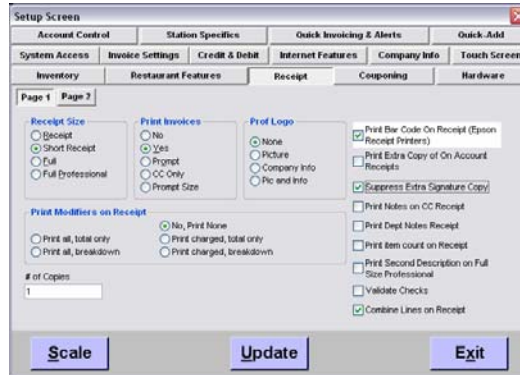 Setup Screen
Account Control Station Specifics Quick Invoicing & Alerts Quick-Add
System Access Invoice Settings Credit & Debit Internet Features Company Info Touch Screen
Inventory Restaurant Features Receipt Couponing Hardware
Page 1 Page 2
Receipt Size
Receipt
Short Receipt
Full
Full Professional
Print Invoices
No
Yes
Prompt
CC Only
Prompt Size
Prof Logo
None
Picture
Company Info
Pic and Info
Print Modifiers on Receipt
No, Print None
Print all, total only
Print charged, total only
Print all, breakdown
Print charged, breakdown
# of Copies
1
Print Bar Code On Receipt (Epson
Receipt Printers)
Print Extra Copy of On Account
Receipts
Suppress Extra Signature Copy
Print Notes on CC Receipt
Print Dept Notes Receipt
Print item count on Receipt
Print Second Description on Full
Size Professional
Validate Checks
Combine Lines on Receipt
Scale Update Exit